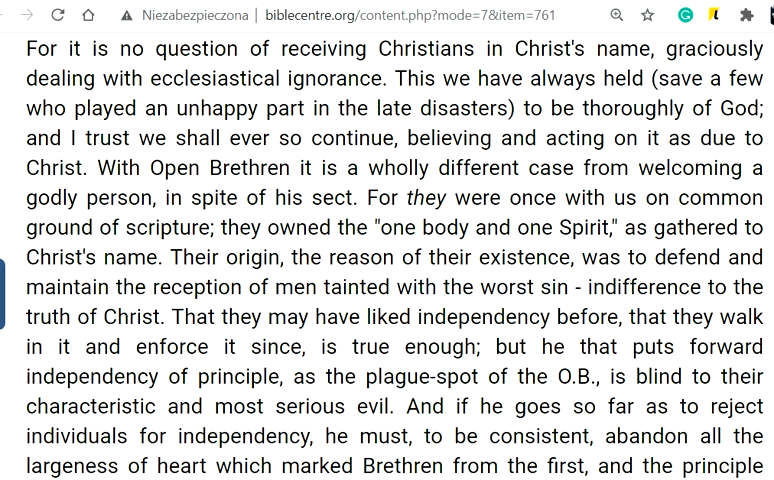 Niezabezpieczona | biblecentre.org/content.php?mode=7&item=761
For it is no question of receiving Christians in Christ's name, graciously
dealing with ecclesiastical ignorance. This we have always held (save a few
who played an unhappy part in the late disasters) to be thoroughly of God;
and I trust we shall ever so continue, believing and acting on it as due to
Christ. With Open Brethren it is a wholly different case from welcoming a
godly person, in spite of his sect. For they were once with us on common
ground of scripture; they owned the "one body and one Spirit," as gathered to
Christ's name. Their origin, the reason of their existence, was to defend and
maintain the reception of men tainted with the worst sin - indifference to the
truth of Christ. That they may have liked independency before, that they walk
in it and enforce it since, is true enough; but he that puts forward
independency of principle, as the plague-spot of the O.B., is blind to their
characteristic and most serious evil. And if he goes so far as to reject
individuals for independency, he must, to be consistent, abandon all the
largeness of heart which marked Brethren from the first, and the principle